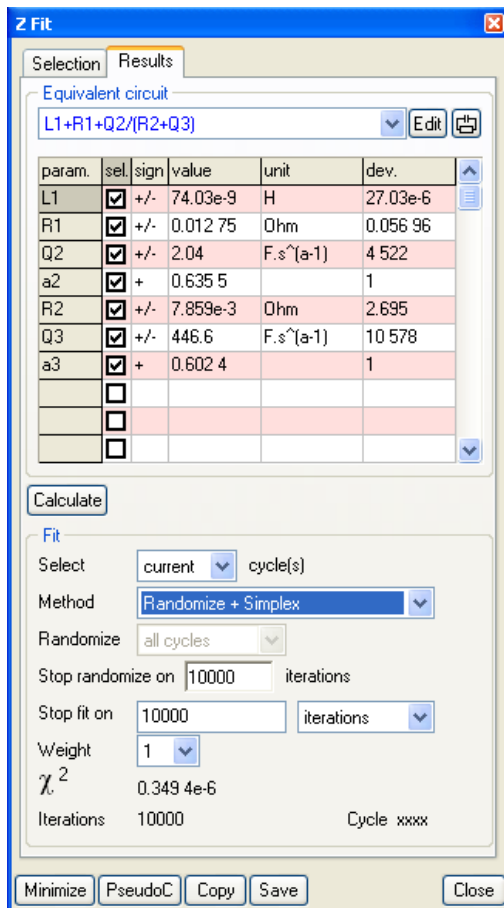 Z Fit
Selection Results
Equivalent circuit
L1+R1+Q2/(R2+Q3) Edit
param. sel. sign value unit dev.
L1 +/- 74.03e-9 H 27.03e-6
R1 +/- 0.012 75 Ohm 0.056 96
Q2 +/- 2.04 F.s^(a-1) 4 522
a2 + 0.635 5 1
R2 +/- 7.859e-3 Ohm 2.695
Q3 +/- 446.6 F.s^(a-1) 10 578
a3 + 0.602 4 1
Calculate
Fit
Select current cycle(s)
Method Randomize + Simplex
Randomize all cycles
Stop randomize on 10000 iterations
Stop fit on 10000 iterations
Weight 1
χ 2 0.349 4e-6
Iterations 10000 Cycle xxxx
Minimize PseudoC Copy Save Close